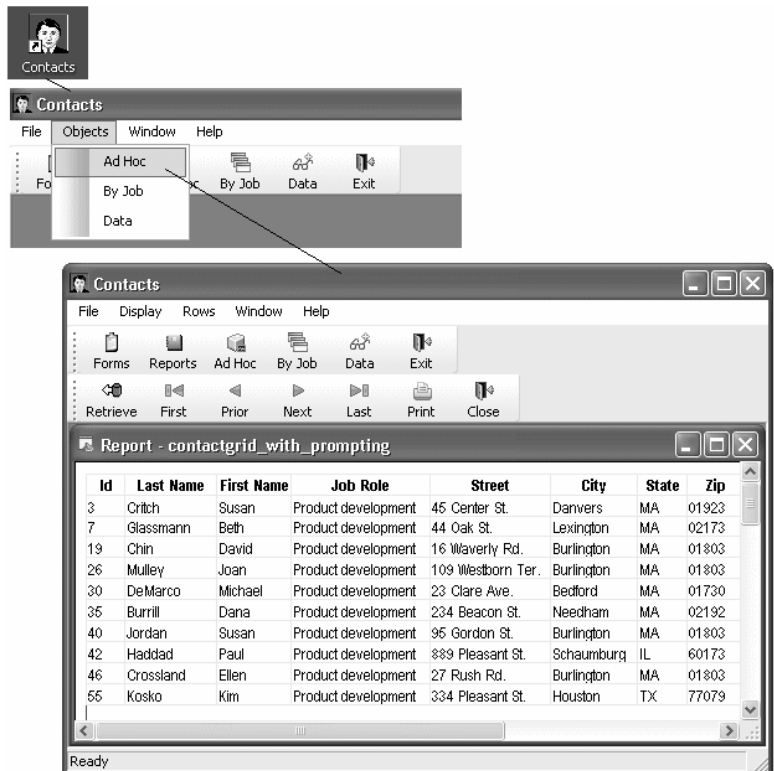 Contacts
Contacts
File Objects Window Help
Ad Hoc
By Job
Data
By Job Data Exit
Contacts
File Display Rows Window Help
Forms Reports Ad Hoc By Job Data Exit
Retrieve First Prior Next Last Print Close
Report - contactgrid_with_prompting
Id Last Name First Name Job Role Street City State Zip
3 Critch Susan Product development 45 Center St. Danvers MA 01923
7 Glassmann Beth Product development 44 Oak St. Lexington MA 02173
19 Chin David Product development 16 Waverly Rd. Burlington MA 01803
26 Mulley Joan Product development 109 Westborn Ter. Burlington MA 01803
30 DeMarco Michael Product development 23 Clare Ave. Bedford MA 01730
35 Burrill Dana Product development 234 Beacon St. Needham MA 02192
40 Jordan Susan Product development 95 Gordon St. Burlington MA 01803
42 Haddad Paul Product development 889 Pleasant St. Schaumburg IL 60173
46 Crossland Ellen Product development 27 Rush Rd. Burlington MA 01803
55 Kosko Kim Product development 334 Pleasant St. Houston TX 77079
Ready